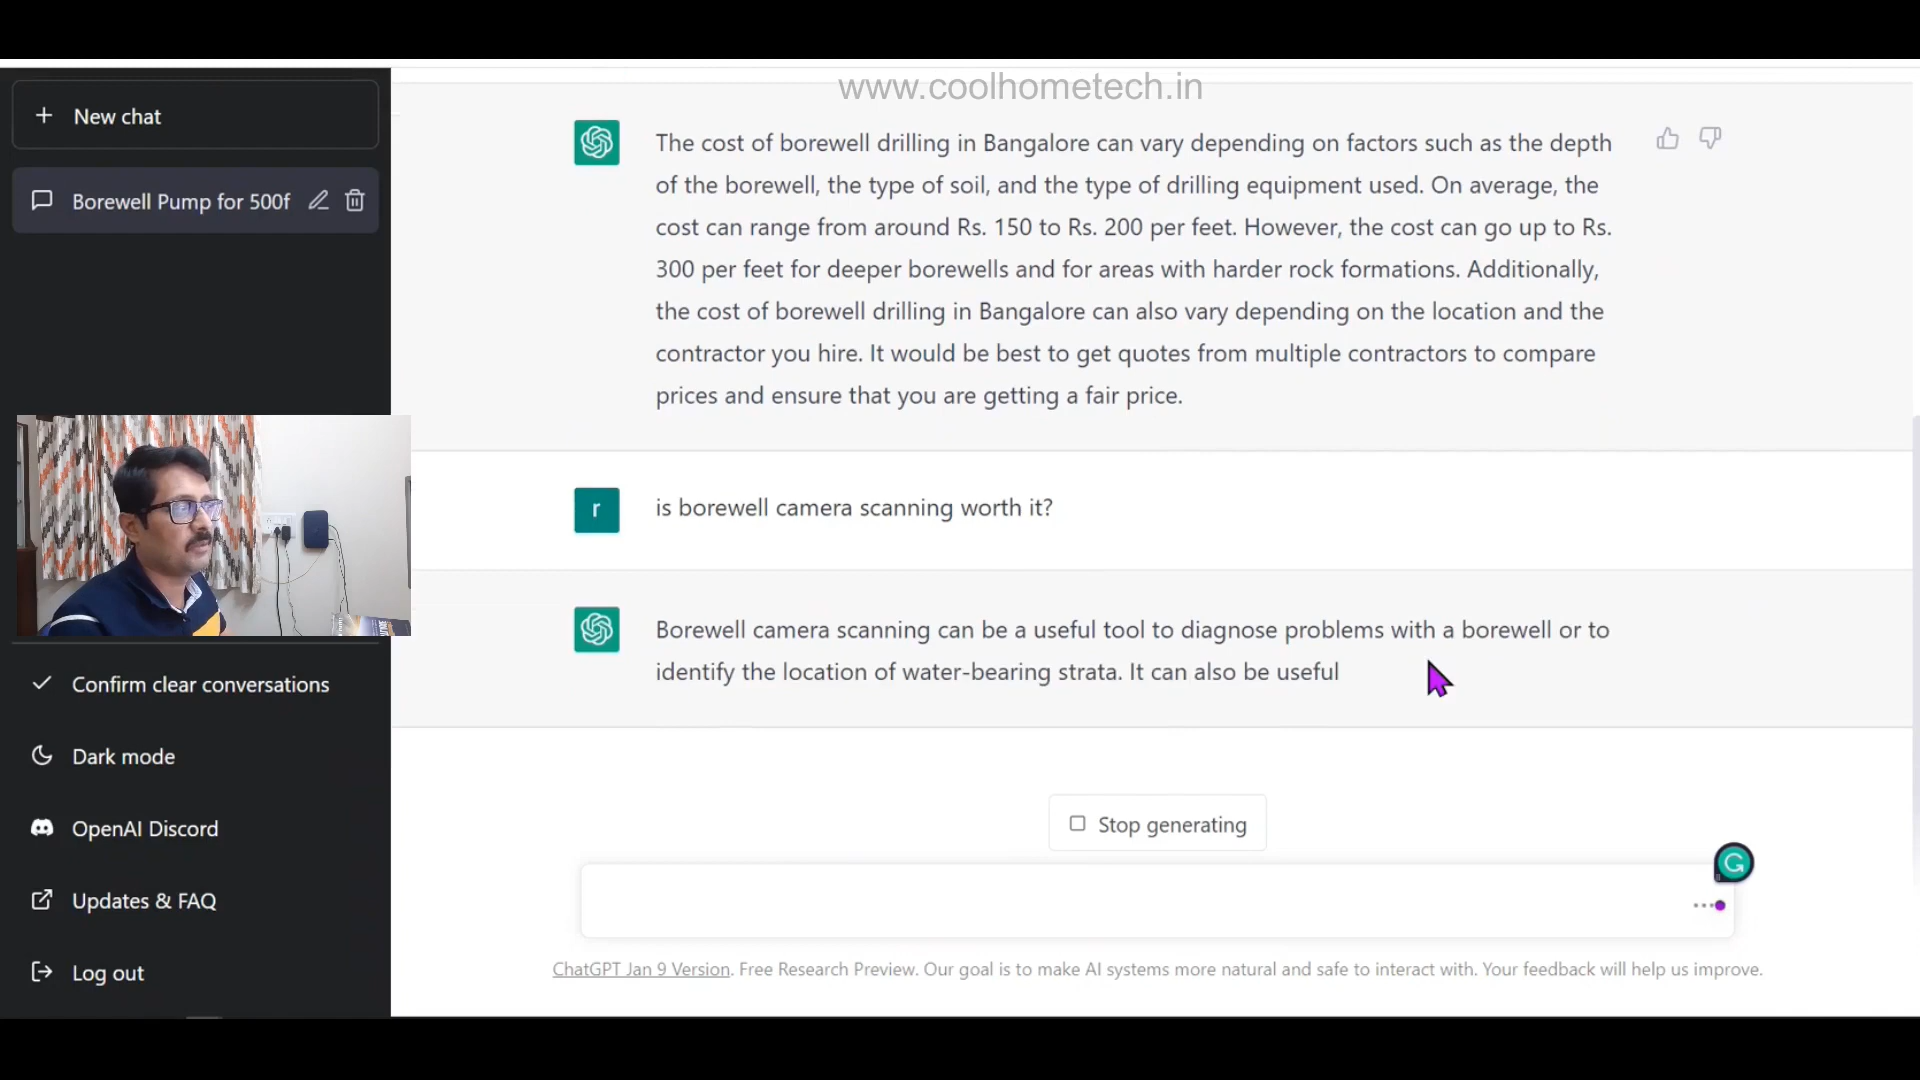 www.coolhometech.in
New chat
Borewell Pump for 500f
The cost of borewell drilling in Bangalore can vary depending on factors such as the depth
of the borewell, the type of soil, and the type of drilling equipment used. On average, the
cost can range from around Rs. 150 to Rs. 200 per feet. However, the cost can go up to Rs.
300 per feet for deeper borewells and for areas with harder rock formations. Additionally,
the cost of borewell drilling in Bangalore can also vary depending on the location and the
contractor you hire. It would be best to get quotes from multiple contractors to compare
prices and ensure that you are getting a fair price.
r
is borewell camera scanning worth it?
Borewell camera scanning can be a useful tool to diagnose problems with a borewell or to
identify the location of water-bearing strata. It can also be useful
Confirm clear conversations
Dark mode
OpenAI Discord
Updates & FAQ
Log out
Stop generating
ChatGPT Jan 9 Version. Free Research Preview. Our goal is to make AI systems more natural and safe to interact with. Your feedback will help us improve.